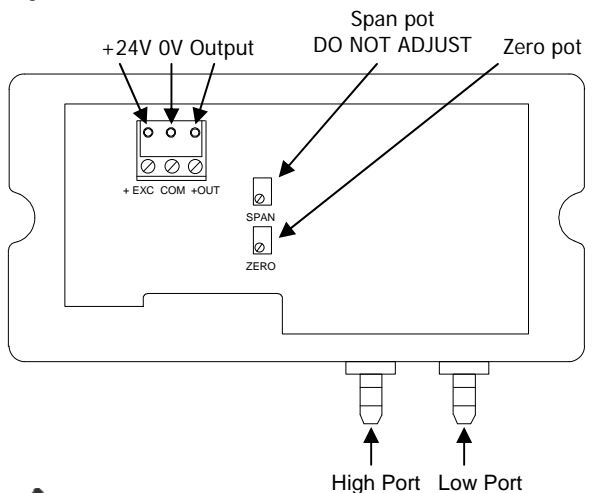 Span pot
+24V 0V Output DO NOT ADJUST Zero pot
+ EXC COM +OUT
SPAN
ZERO
High Port Low Port